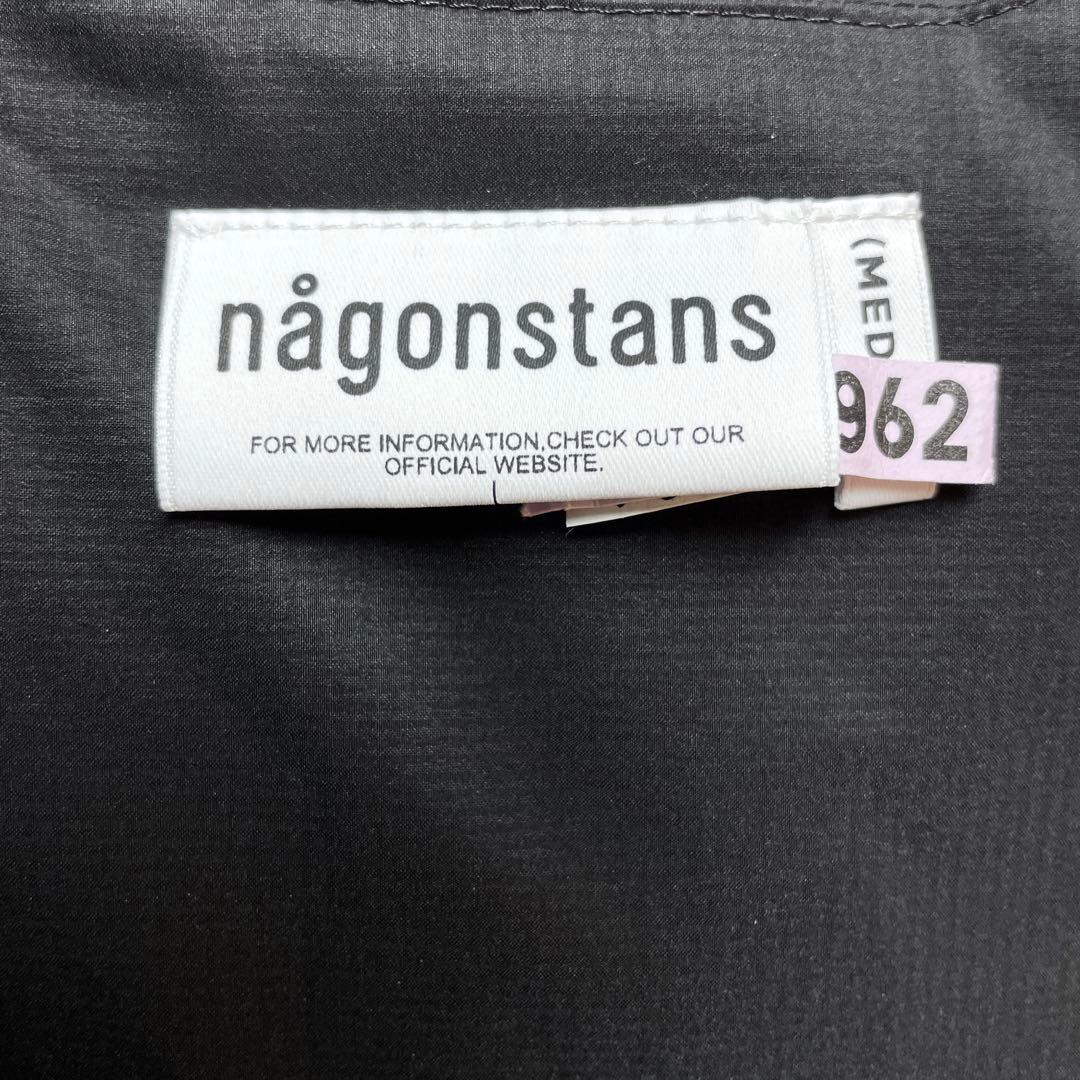 någonstans
FOR MORE INFORMATION,CHECK OUT OUR
OFFICIAL WEBSITE.
(MED
962